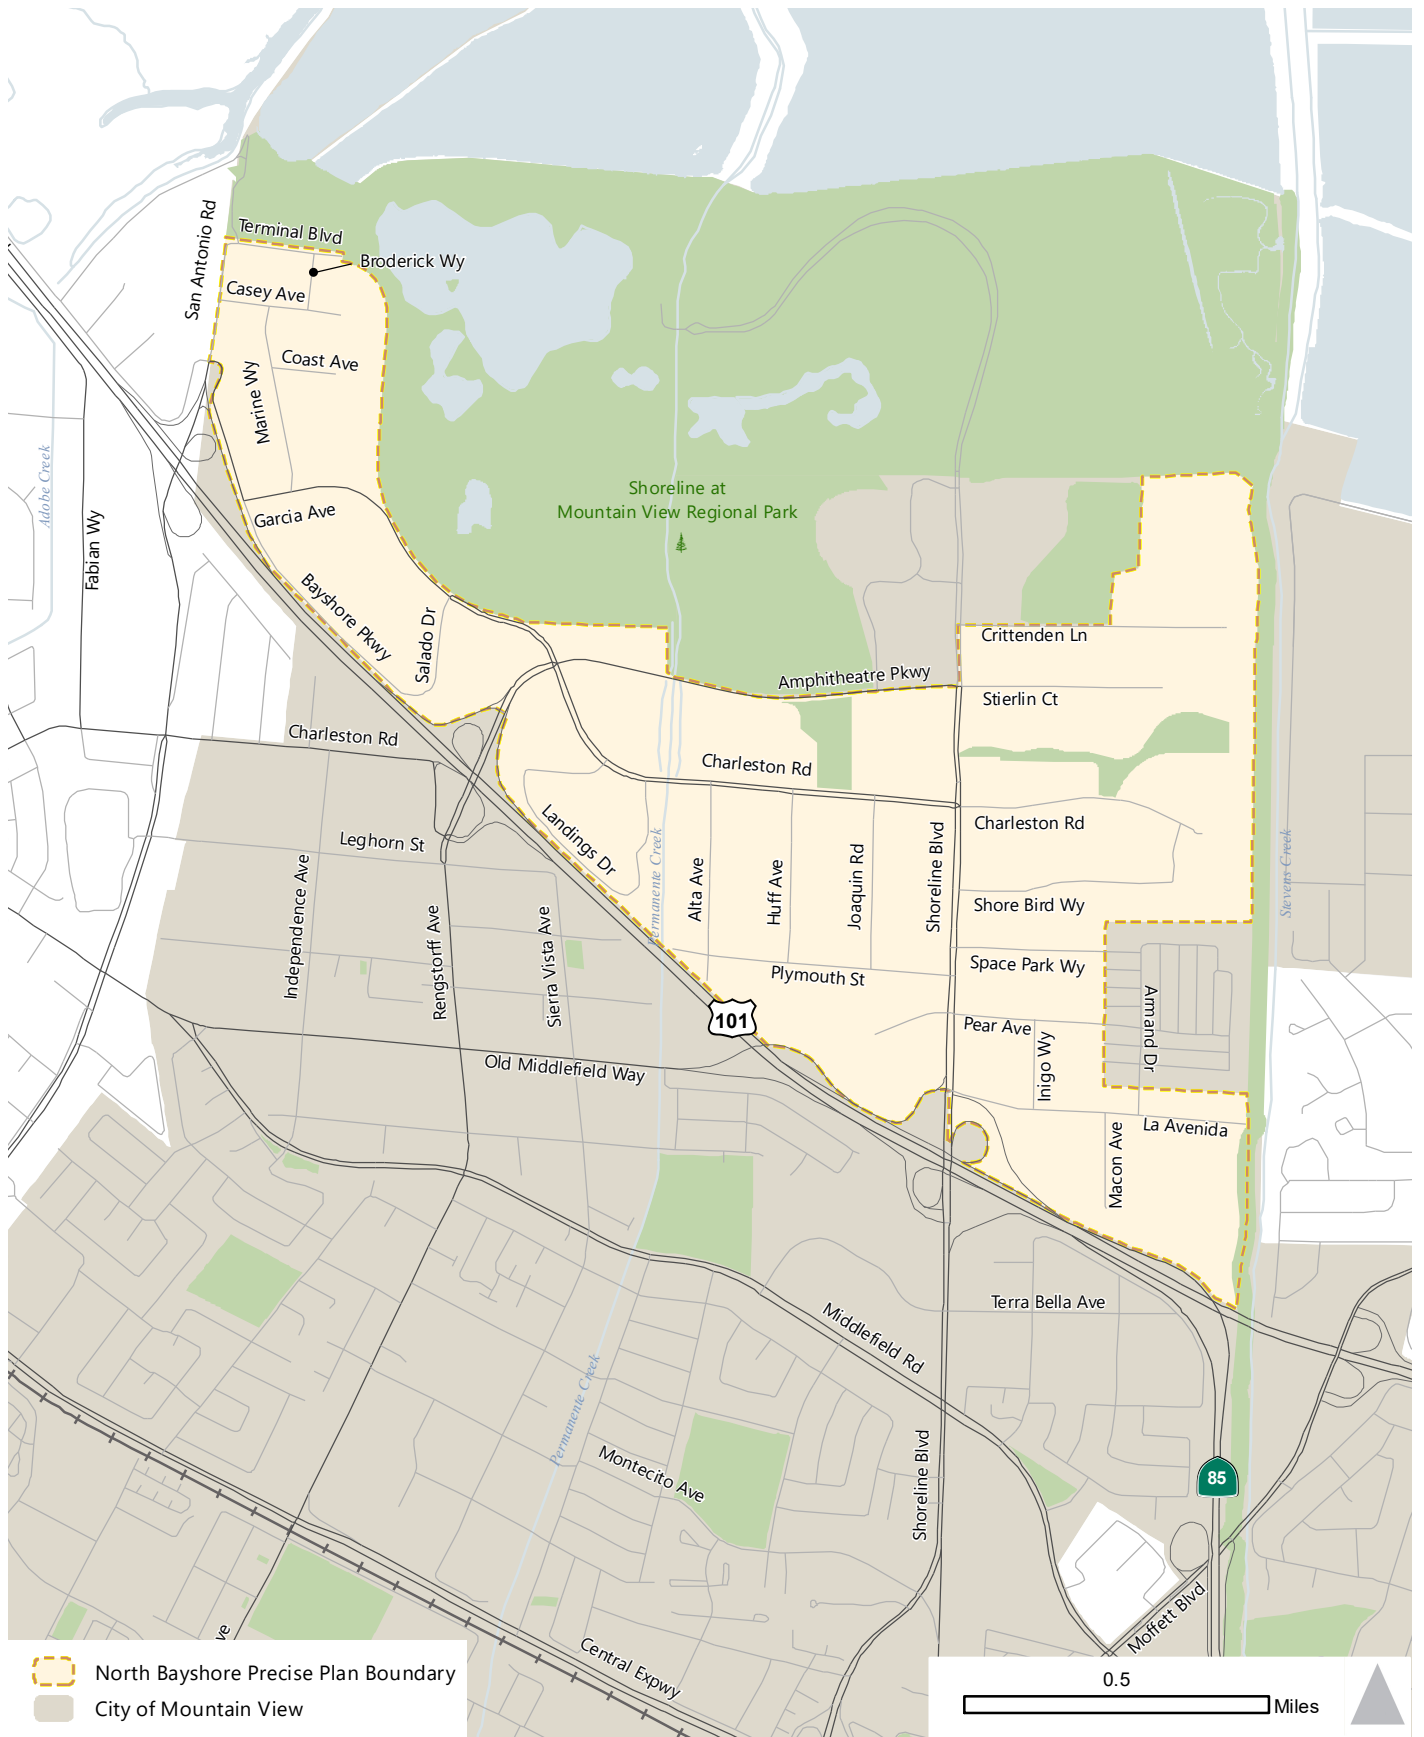 San Antonio Rd
Terminal Blvd
Broderick Wy
Casey Ave
Coast Ave
Marine Wy
Adobe Creek
Shoreline at
Mountain View Regional Park
Garcia Ave
Fabian Wy
Bayshore Pkwy
Salado Dr
Crittenden Ln
Amphitheatre Pkwy
Stierlin Ct
Charleston Rd
Charleston Rd
Charleston Rd
Landings Dr
Leghorn St
Independence Ave
Rengstorff Ave
Sierra Vista Ave
Permanente Creek
Alta Ave
Huff Ave
Joaquin Rd
Shoreline Blvd
Stevens Creek
Shore Bird Wy
Space Park Wy
Plymouth St
Armand Dr
101
Pear Ave
Inigo Wy
Old Middlefield Way
La Avenida
Macon Ave
Terra Bella Ave
Middlefield Rd
Permanente Creek
Montecito Ave
Shoreline Blvd
85
Moffett Blvd
Central Expwy
ve
North Bayshore Precise Plan Boundary
City of Mountain View
0.5
Miles